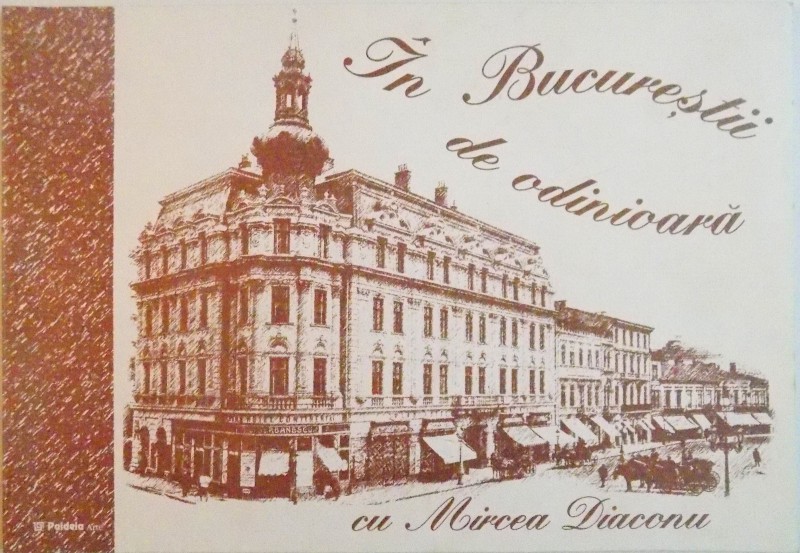 În Bucureștii
de odinioară
cu Mircea Diaconu
Paideia